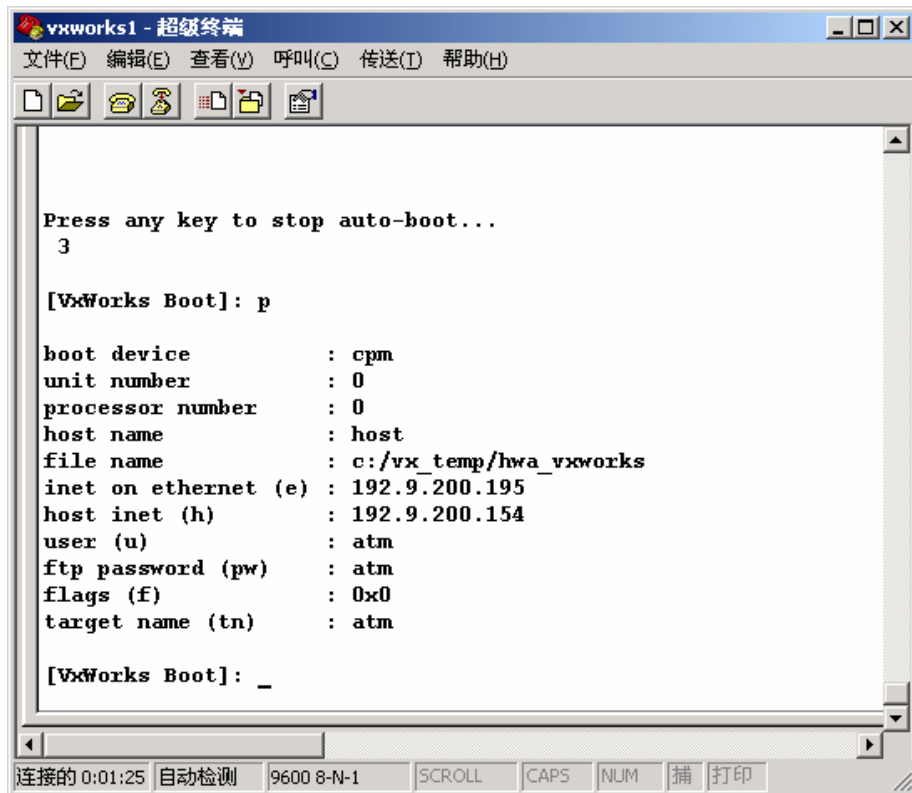 vxworks1 - 超级终端
文件(F) 编辑(E) 查看(V) 呼叫(C) 传送(T) 帮助(H)
Press any key to stop auto-boot...
3
[VxWorks Boot]: p
boot device : cpm
unit number : 0
processor number : 0
host name : host
file name : c:/vx_temp/hwa_vxworks
inet on ethernet (e) : 192.9.200.195
host inet (h) : 192.9.200.154
user (u) : atm
ftp password (pw) : atm
flags (f) : 0x0
target name (tn) : atm
[VxWorks Boot]: _
连接的 0:01:25 自动检测 9600 8-N-1 SCROLL CAPS NUM 捕 打印